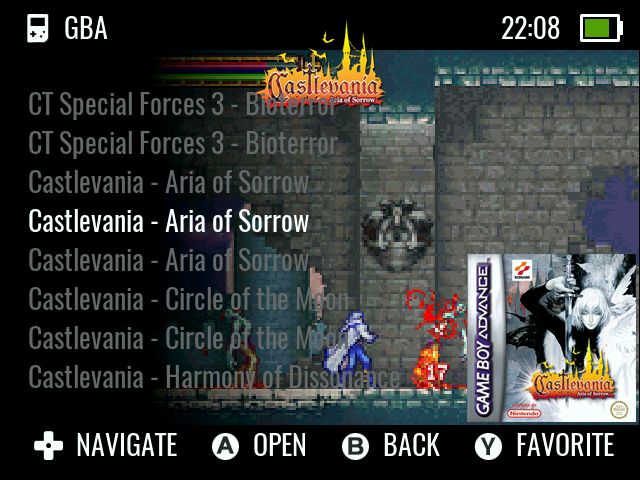 GBA
22:08
Castlevania
Aria of Sorrow
CT Special Forces 3 - Bioterror
CT Special Forces 3 - Bioterror
Castlevania - Aria of Sorrow
Castlevania - Aria of Sorrow
Castlevania - Aria of Sorrow
Castlevania - Circle of the Moon
Castlevania - Circle of the Moon
Castlevania - Harmony of Dissonance
17
GAME BOY ADVANCE
KONAMI
Castlevania
Aria of Sorrow
Nintendo
NAVIGATE
A OPEN
B BACK
Y FAVORITE